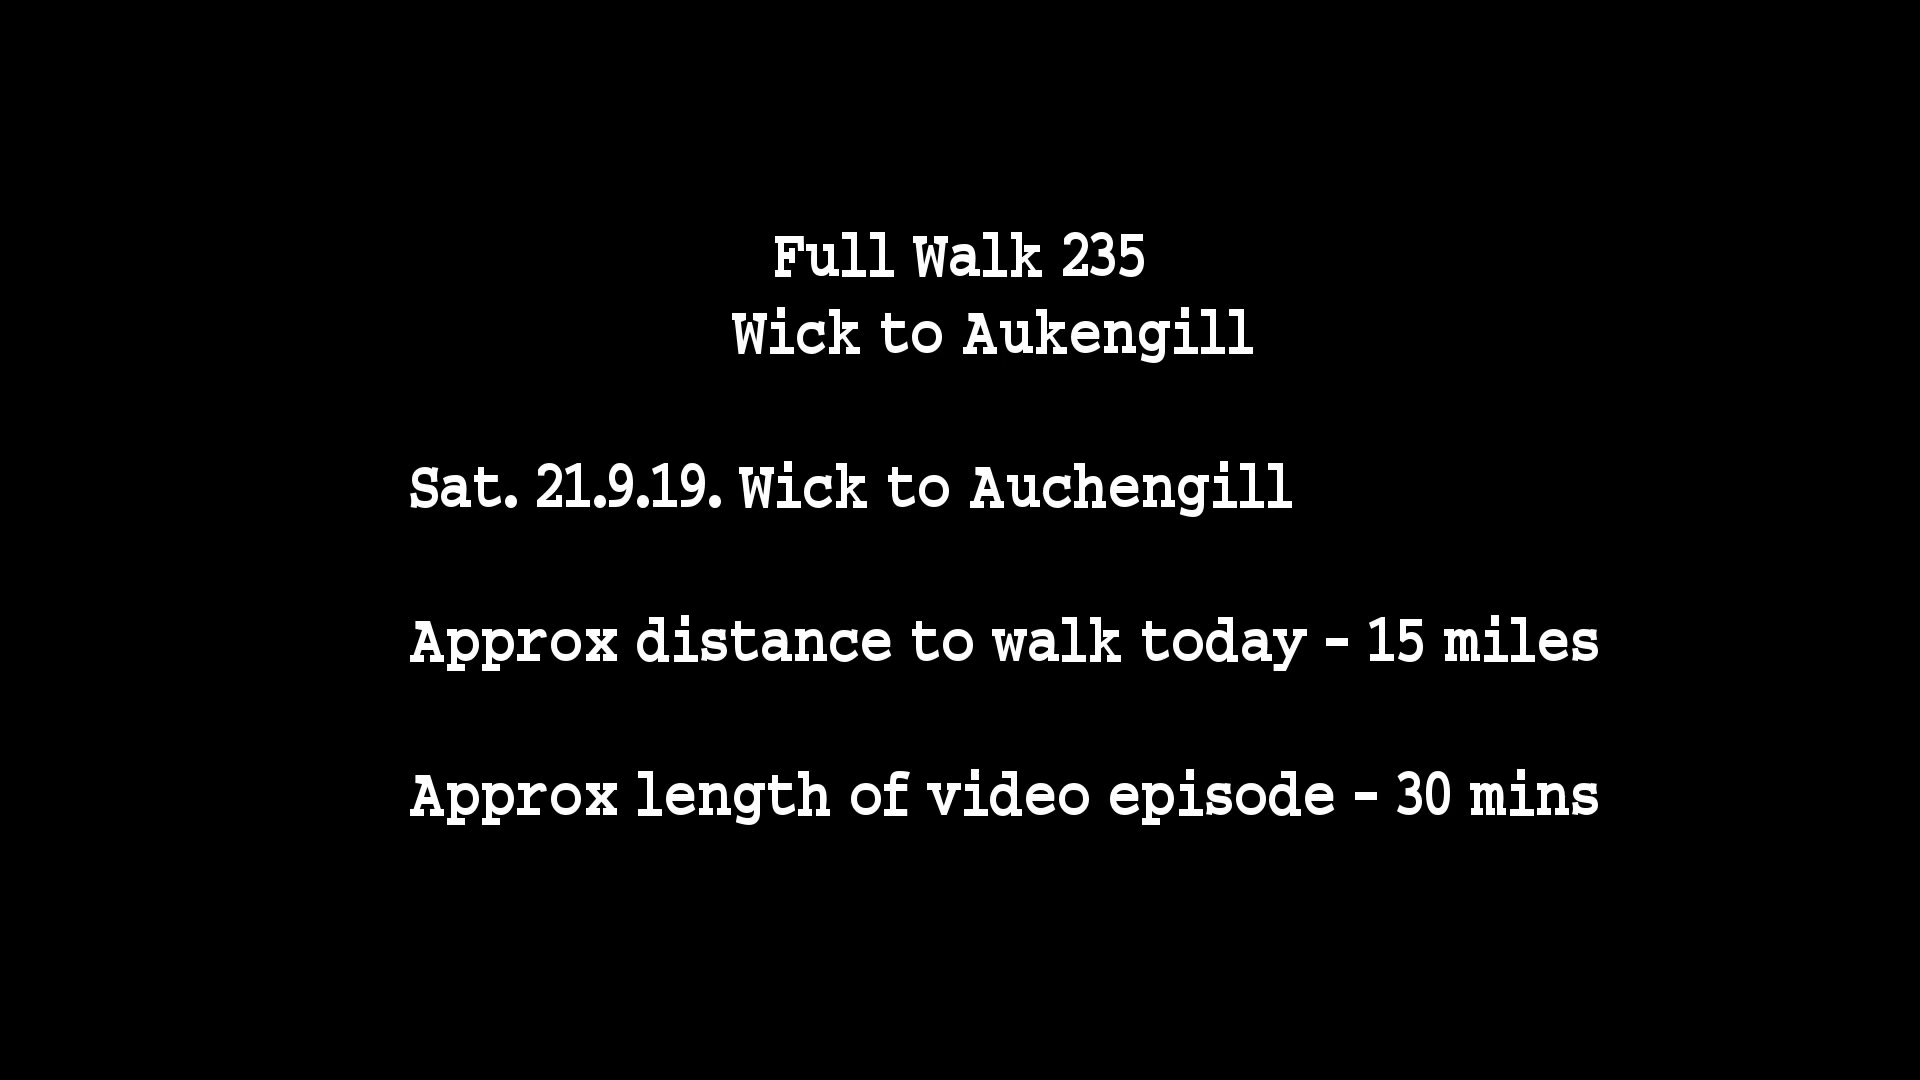 Full Walk 235
Wick to Aukengill
Sat. 21.9.19. Wick to Auchengill
Approx distance to walk today - 15 miles
Approx length of video episode - 30 mins